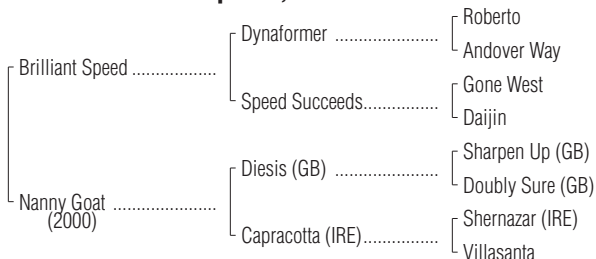 Roberto
Dynaformer ...................
Andover Way
Brilliant Speed ..................
Gone West
Speed Succeeds................
Daijin
Sharpen Up (GB)
Diesis (GB) ...................
Doubly Sure (GB)
Nanny Goat ...................
(2000)
Shernazar (IRE)
Capracotta (IRE)................
Villasanta